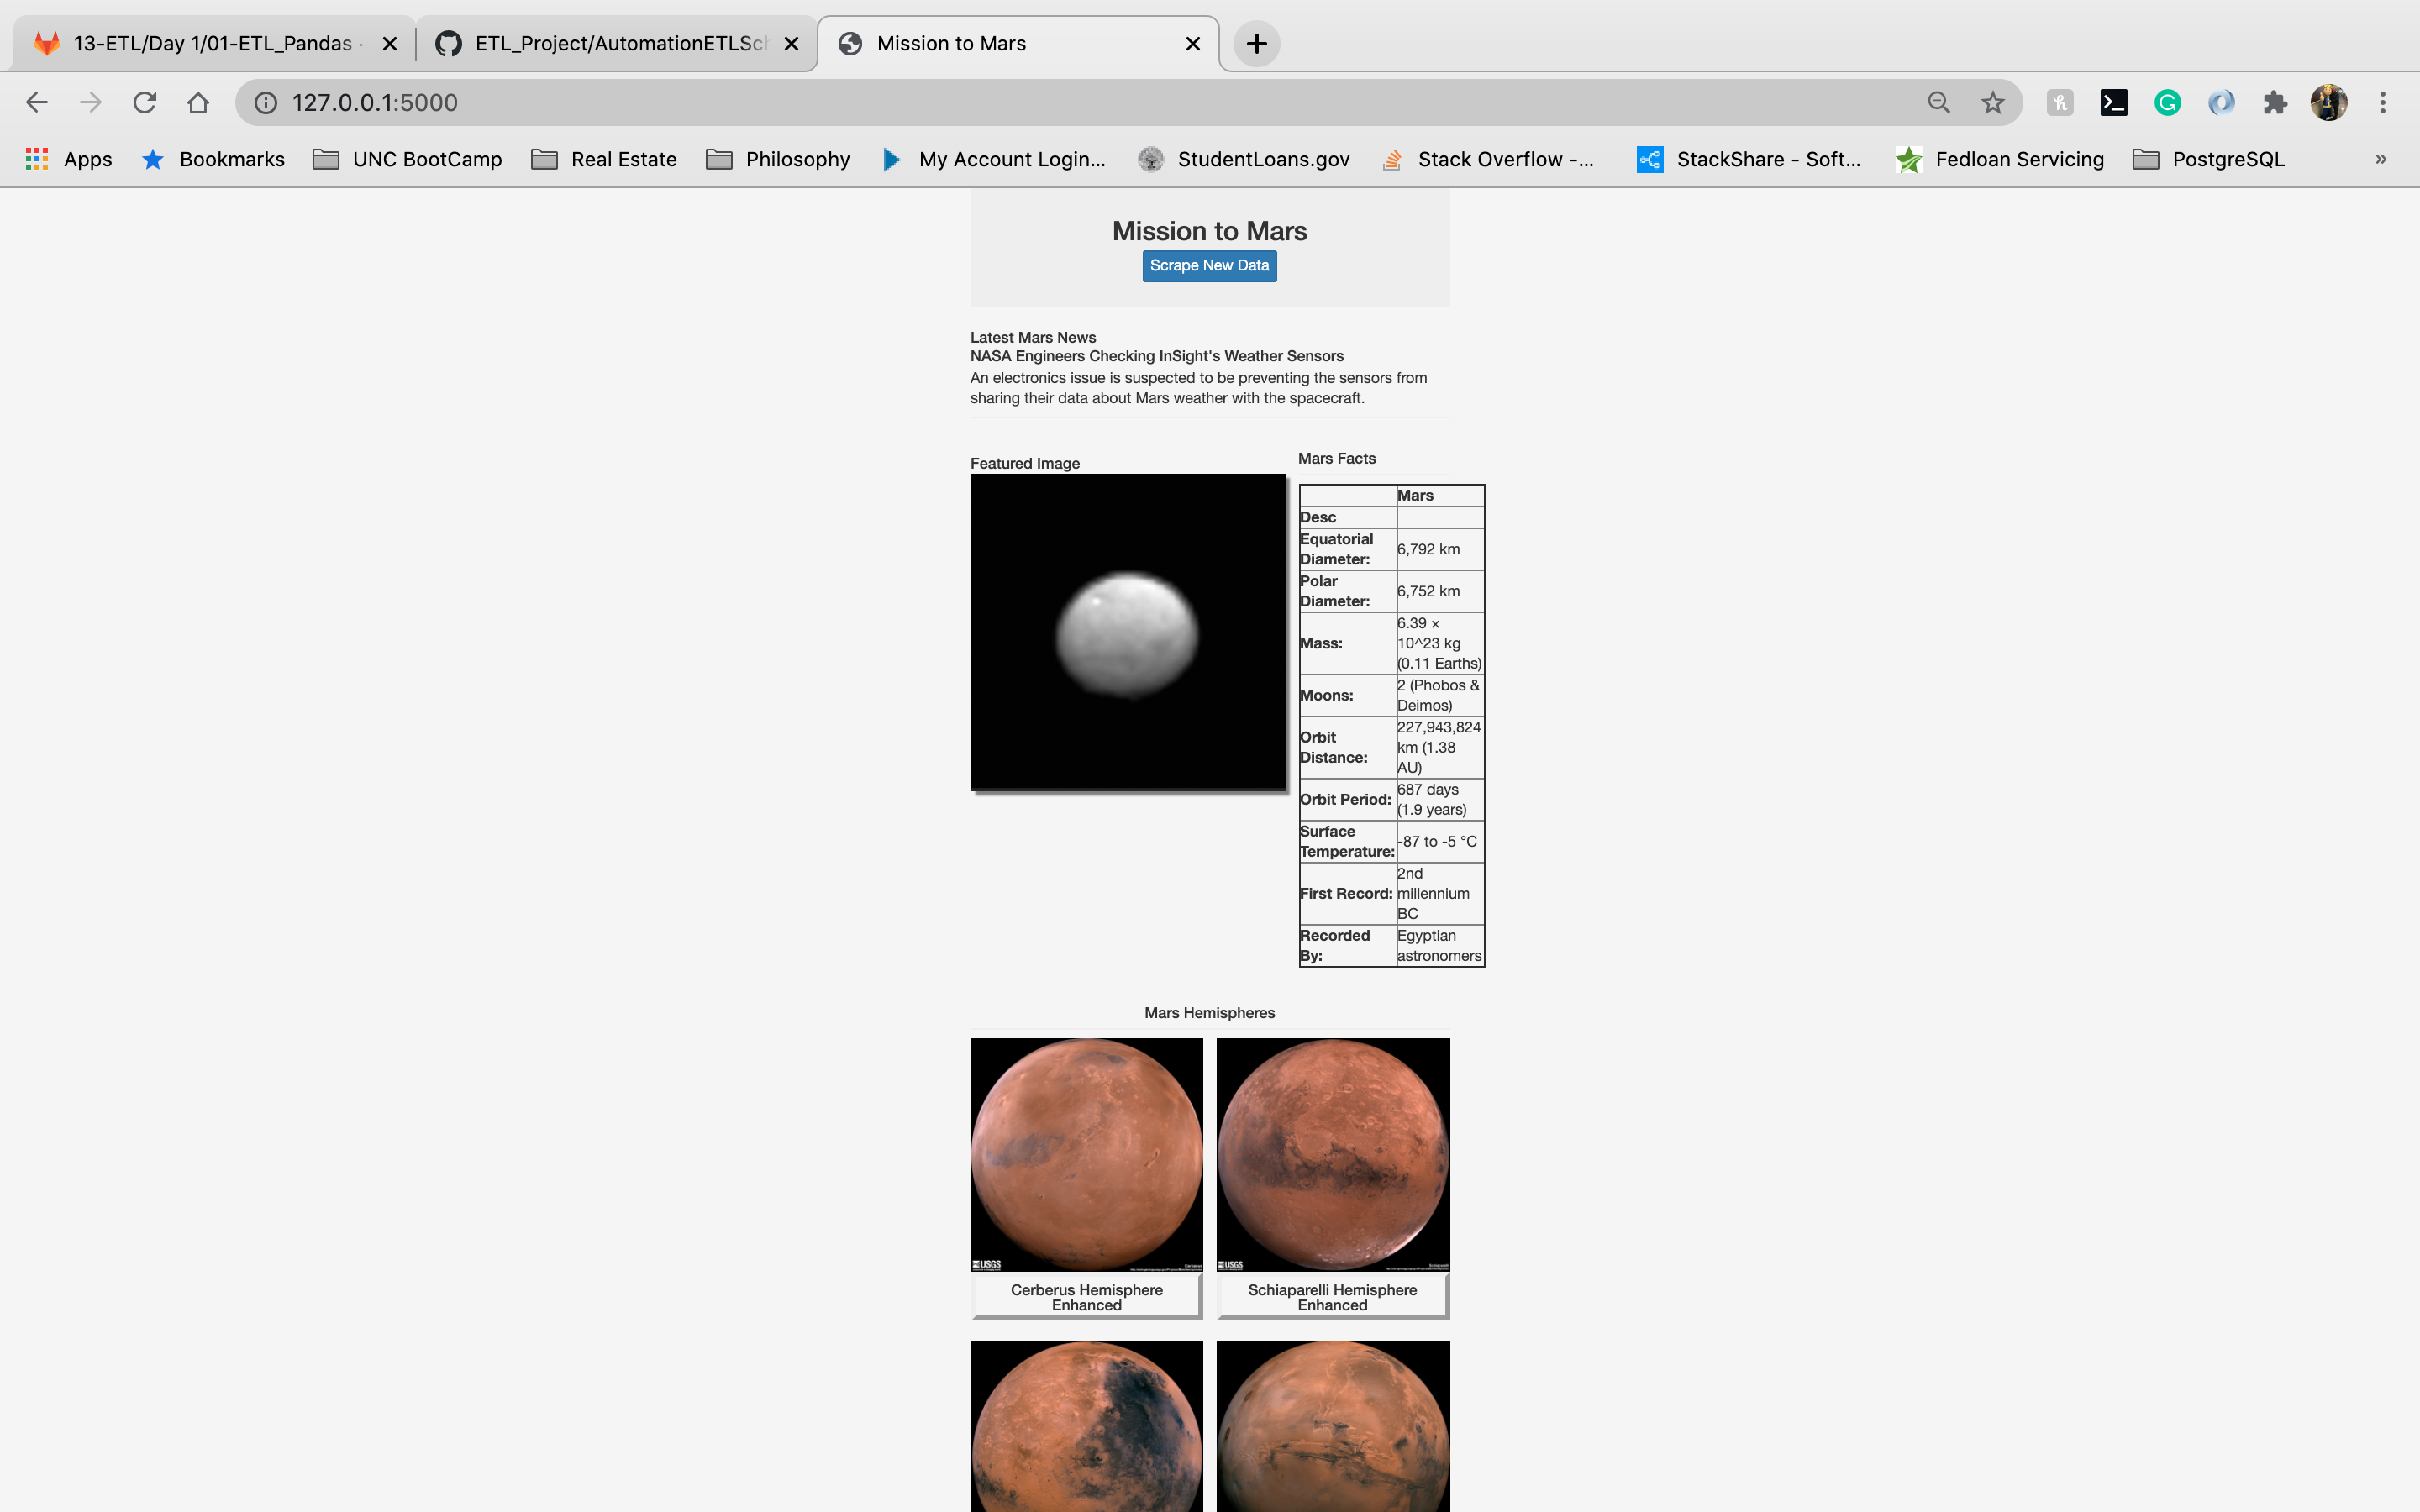 13-ETL/Day 1/01-ETL_Pandas
ETL_Project/AutomationETLSc
Mission to Mars
127.0.0.1:5000
Apps
Bookmarks
UNC BootCamp
Real Estate
Philosophy
My Account Login...
StudentLoans.gov
Stack Overflow -...
StackShare - Soft...
Fedloan Servicing
PostgreSQL
»
Mission to Mars
Scrape New Data
Latest Mars News
NASA Engineers Checking InSight's Weather Sensors
An electronics issue is suspected to be preventing the sensors from
sharing their data about Mars weather with the spacecraft.
Featured Image
Mars Facts
Mars
Desc
Equatorial
Diameter:
6,792 km
Polar
Diameter:
6,752 km
Mass:
6.39 ×
10^23 kg
(0.11 Earths)
Moons:
2 (Phobos &
Deimos)
Orbit
Distance:
227,943,824
km (1.38
AU)
Orbit Period:
687 days
(1.9 years)
Surface
Temperature:
-87 to -5 °C
First Record:
2nd
millennium
BC
Recorded
By:
Egyptian
astronomers
Mars Hemispheres
USGS
Cerberus
USGS
Schiaparelli
Cerberus Hemisphere
Enhanced
Schiaparelli Hemisphere
Enhanced